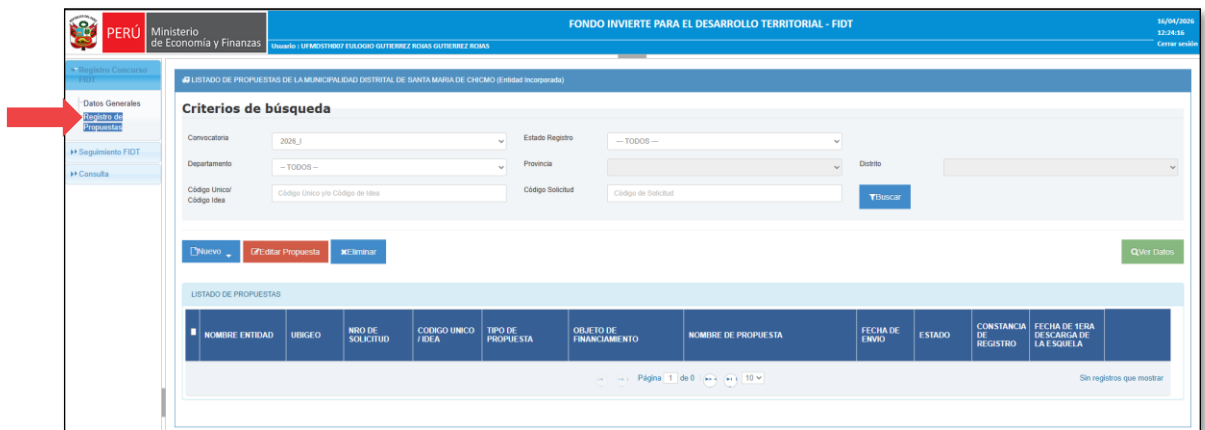 PERÚ
Ministerio
de Economía y Finanzas
FONDO INVIERTE PARA EL DESARROLLO TERRITORIAL - FIDT
Usuario : UFMDSTH007 EULOGIO GUTIERREZ ROJAS GUTIERREZ ROJAS
16/04/2026
12:24:16
Cerrar sesión
Registro Concurso
FIDT
Datos Generales
Registro de
Propuestas
Seguimiento FIDT
Consulta
LISTADO DE PROPUESTAS DE LA MUNICIPALIDAD DISTRITAL DE SANTA MARIA DE CHICMO (Entidad Incorporada)
Criterios de búsqueda
Convocatoria 2026_I Estado Registro --- TODOS ---
Departamento -- TODOS -- Provincia Distrito
Código Unico/
Código Idea
Código Unico y/o Código de Idea Código Solicitud Código de Solicitud Buscar
Nuevo Editar Propuesta Eliminar Ver Datos
LISTADO DE PROPUESTAS
NOMBRE ENTIDAD
UBIGEO
NRO DE
SOLICITUD
CODIGO UNICO
/ IDEA
TIPO DE
PROPUESTA
OBJETO DE
FINANCIAMIENTO
NOMBRE DE PROPUESTA
FECHA DE
ENVIO
ESTADO
CONSTANCIA
DE
REGISTRO
FECHA DE 1ERA
DESCARGA DE
LA ESQUELA
Página 1 de 0 10 Sin registros que mostrar